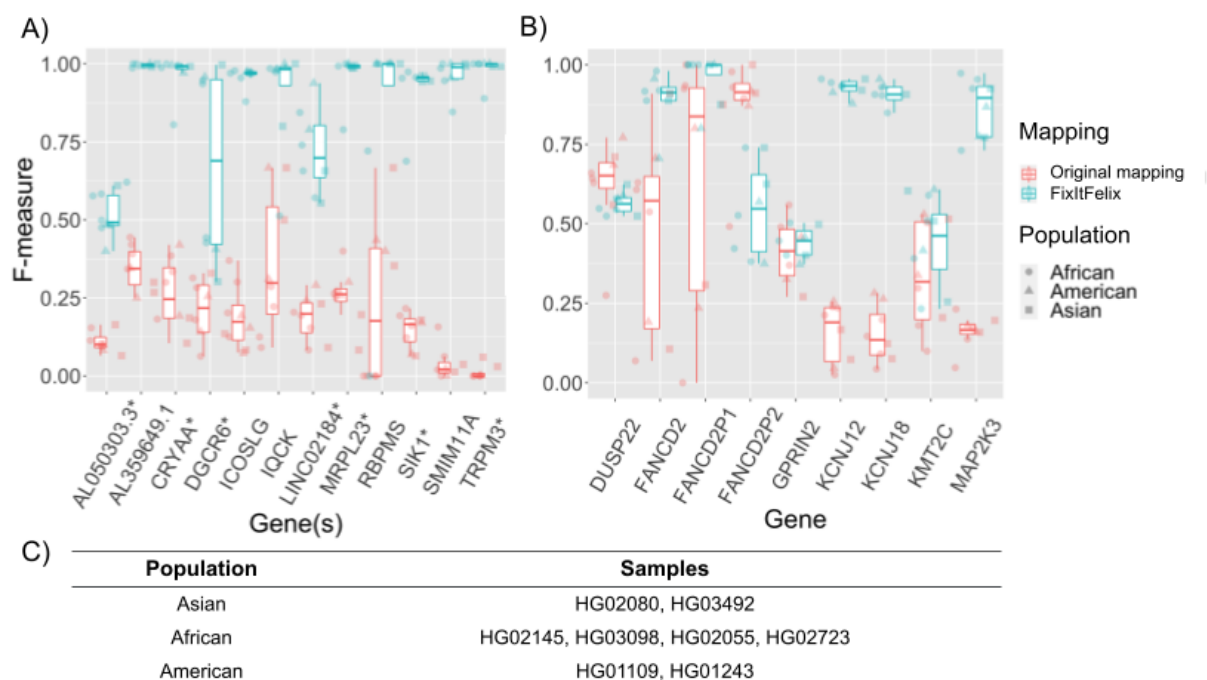 A)
B)
1.00
0.75
0.50
0.25
0.00
F-measure
AL050303.3*
AL359649.1
CRYAA*
DGCR6*
ICOSLG
IQCK
LINC02184*
MRPL23*
RBPMS
SIK1*
SMIM11A
TRPM3*
Gene(s)
1.00
0.75
0.50
0.25
0.00
DUSP22
FANCD2
FANCD2P1
FANCD2P2
GPRIN2
KCNJ12
KCNJ18
KMT2C
MAP2K3
Gene
Mapping
Original mapping
FixItFelix
Population
African
American
Asian
C)
Population Samples
Asian HG02080, HG03492
African HG02145, HG03098, HG02055, HG02723
American HG01109, HG01243